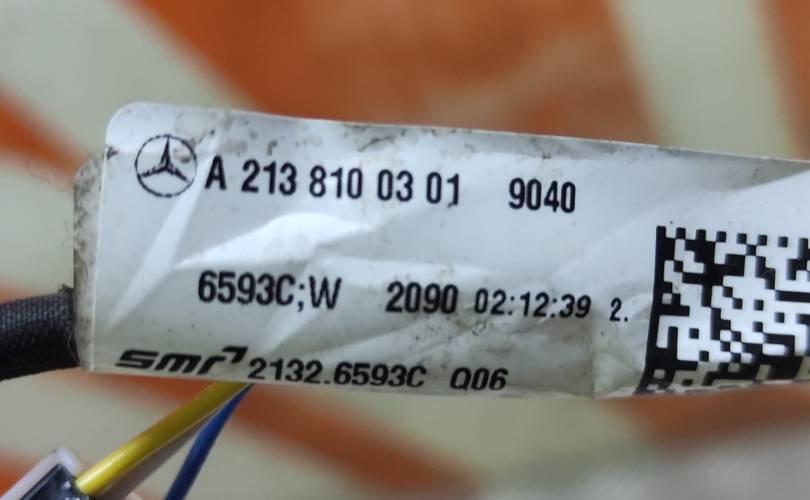 A 213 810 03 01 9040
6593C;W 2090 02:12:39 2.
smr 2132.6593C Q06